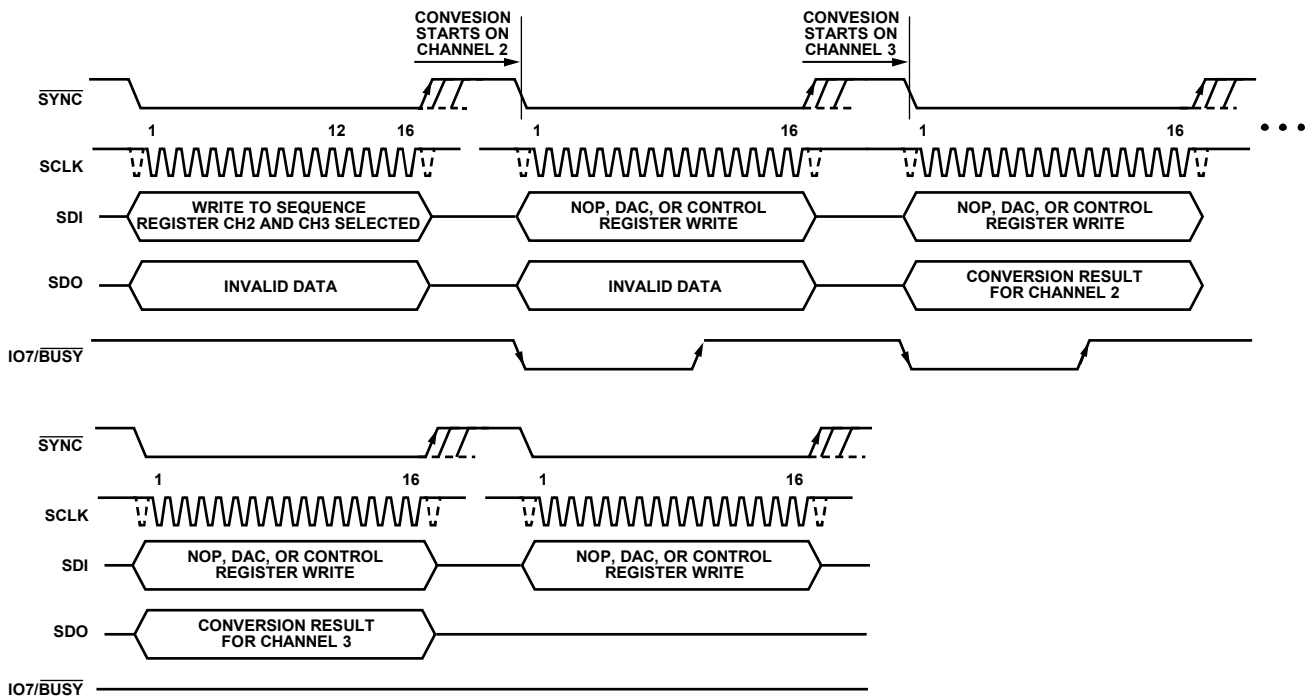 CONVESION
STARTS ON
CHANNEL 2
CONVESION
STARTS ON
CHANNEL 3
SYNC
1 12 16 1 16 1 16
SCLK
SDI
WRITE TO SEQUENCE
REGISTER CH2 AND CH3 SELECTED
NOP, DAC, OR CONTROL
REGISTER WRITE
NOP, DAC, OR CONTROL
REGISTER WRITE
SDO
INVALID DATA
INVALID DATA
CONVERSION RESULT
FOR CHANNEL 2
IO7/BUSY
SYNC
1 16 1 16
SCLK
SDI
NOP, DAC, OR CONTROL
REGISTER WRITE
NOP, DAC, OR CONTROL
REGISTER WRITE
SDO
CONVERSION RESULT
FOR CHANNEL 3
IO7/BUSY